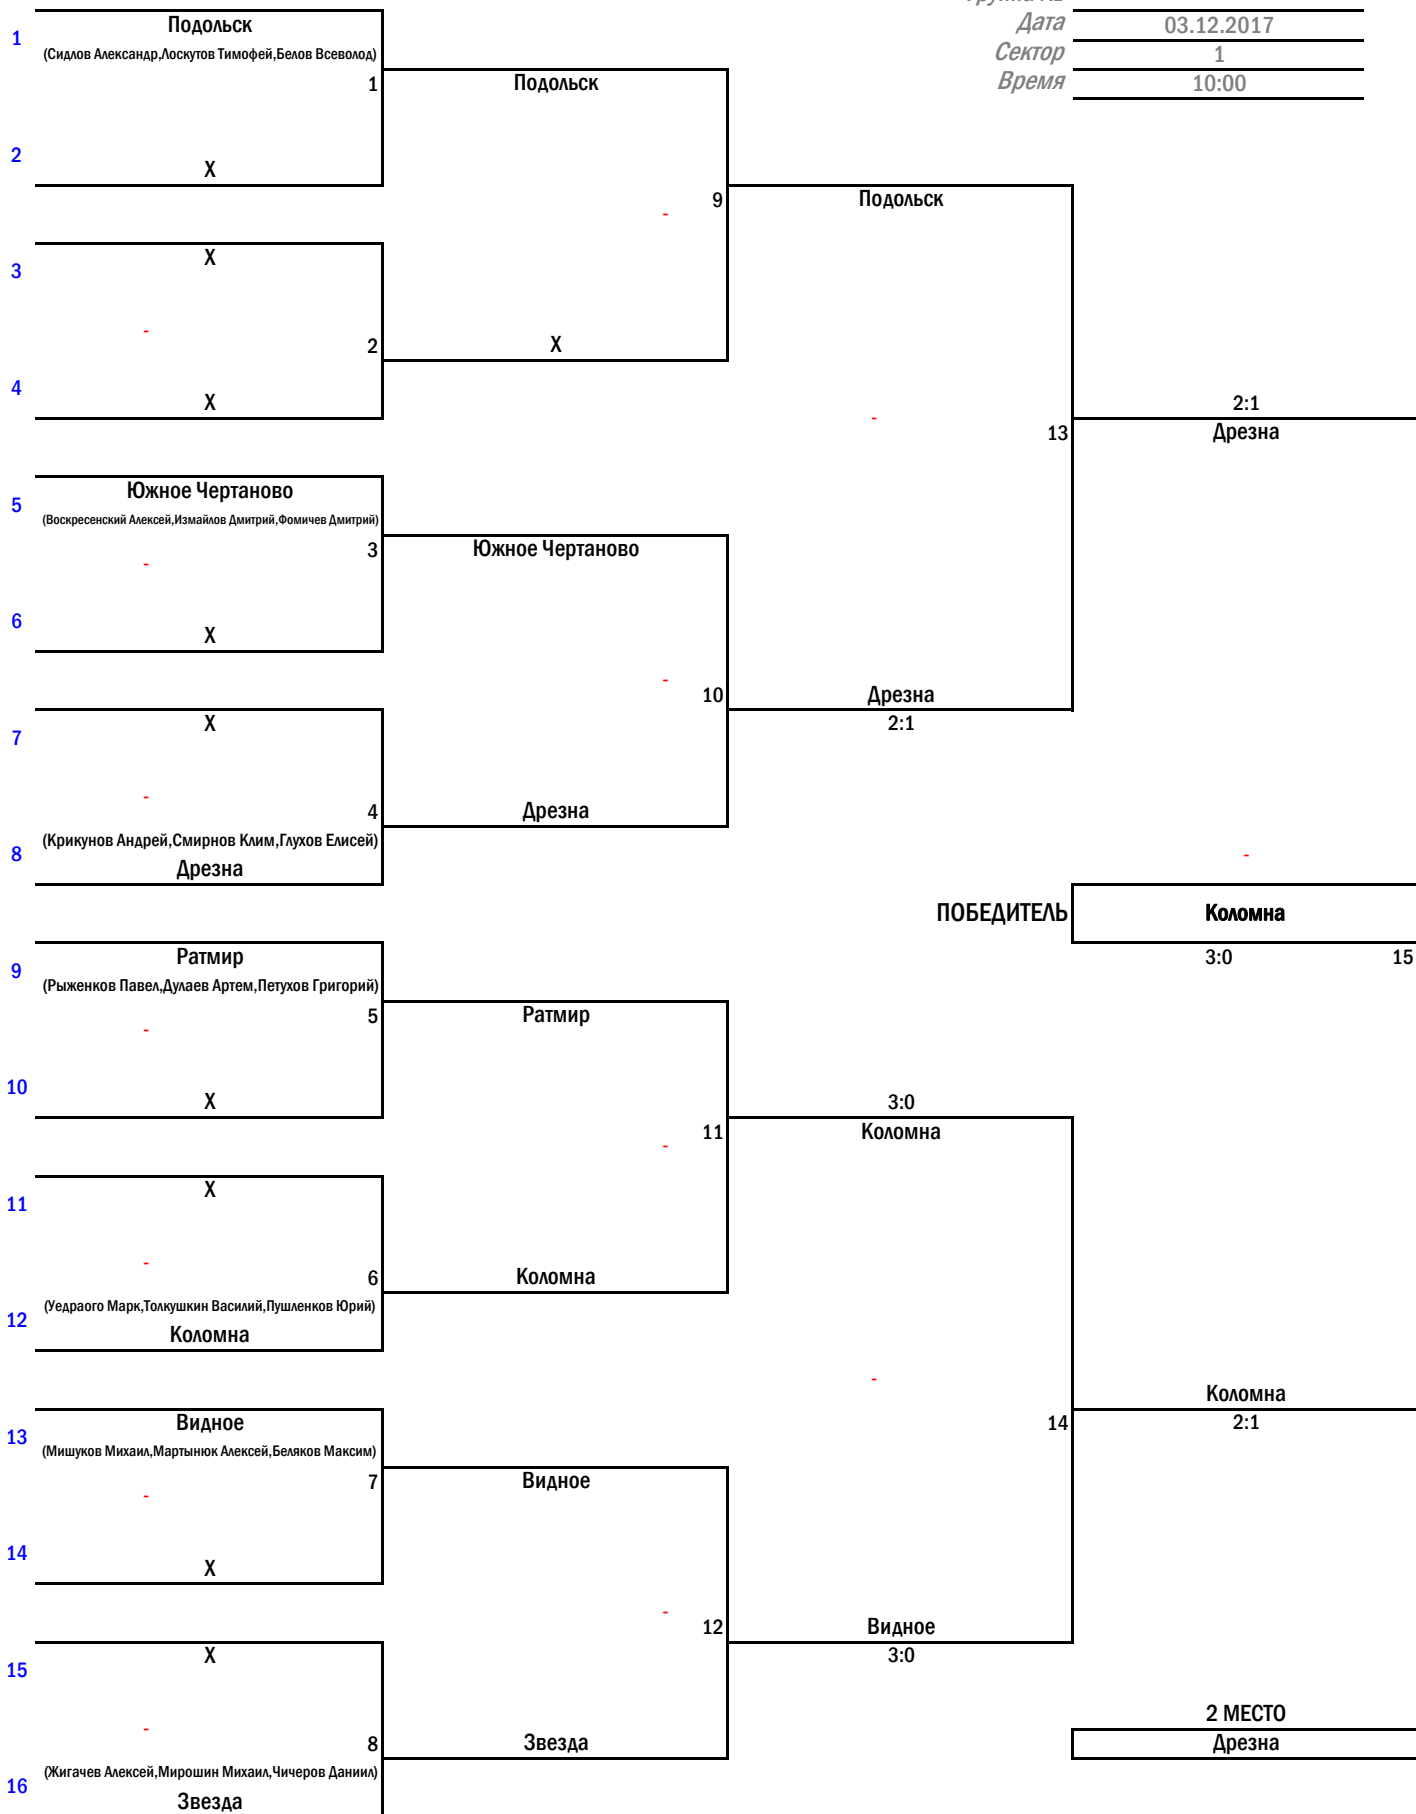 Дата 03.12.2017
Сектор 1
Время 10:00
1 Подольск
(Сидлов Александр,Лоскутов Тимофей,Белов Всеволод)
1 Подольск
2 X
9 Подольск
-
3 X
-
2 X
4 X
2:1
-
13 Дрезна
5 Южное Чертаново
(Воскресенский Алексей,Измайлов Дмитрий,Фомичев Дмитрий)
3 Южное Чертаново
-
6 X
-
10 Дрезна
2:1
7 X
-
4 Дрезна
(Крикунов Андрей,Смирнов Клим,Глухов Елисей)
8 Дрезна
-
ПОБЕДИТЕЛЬ Коломна
3:0 15
9 Ратмир
(Рыженков Павел,Дулаев Артем,Петухов Григорий)
5 Ратмир
-
10 X
3:0
11 Коломна
-
11 X
-
6 Коломна
(Уедраого Марк,Толкушкин Василий,Пушленков Юрий)
12 Коломна
-
Коломна
14 2:1
13 Видное
(Мишуков Михаил,Мартынюк Алексей,Беляков Максим)
7 Видное
-
14 X
-
12 Видное
3:0
15 X
-
8 Звезда
2 МЕСТО
Дрезна
(Жигачев Алексей,Мирошин Михаил,Чичеров Даниил)
16 Звезда